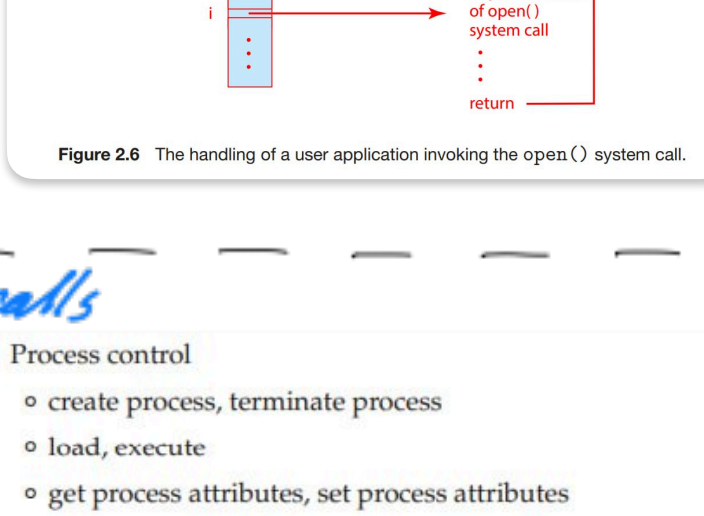 i
of open( )
system call
return
Figure 2.6 The handling of a user application invoking the open() system call.
calls
Process control
create process, terminate process
load, execute
get process attributes, set process attributes